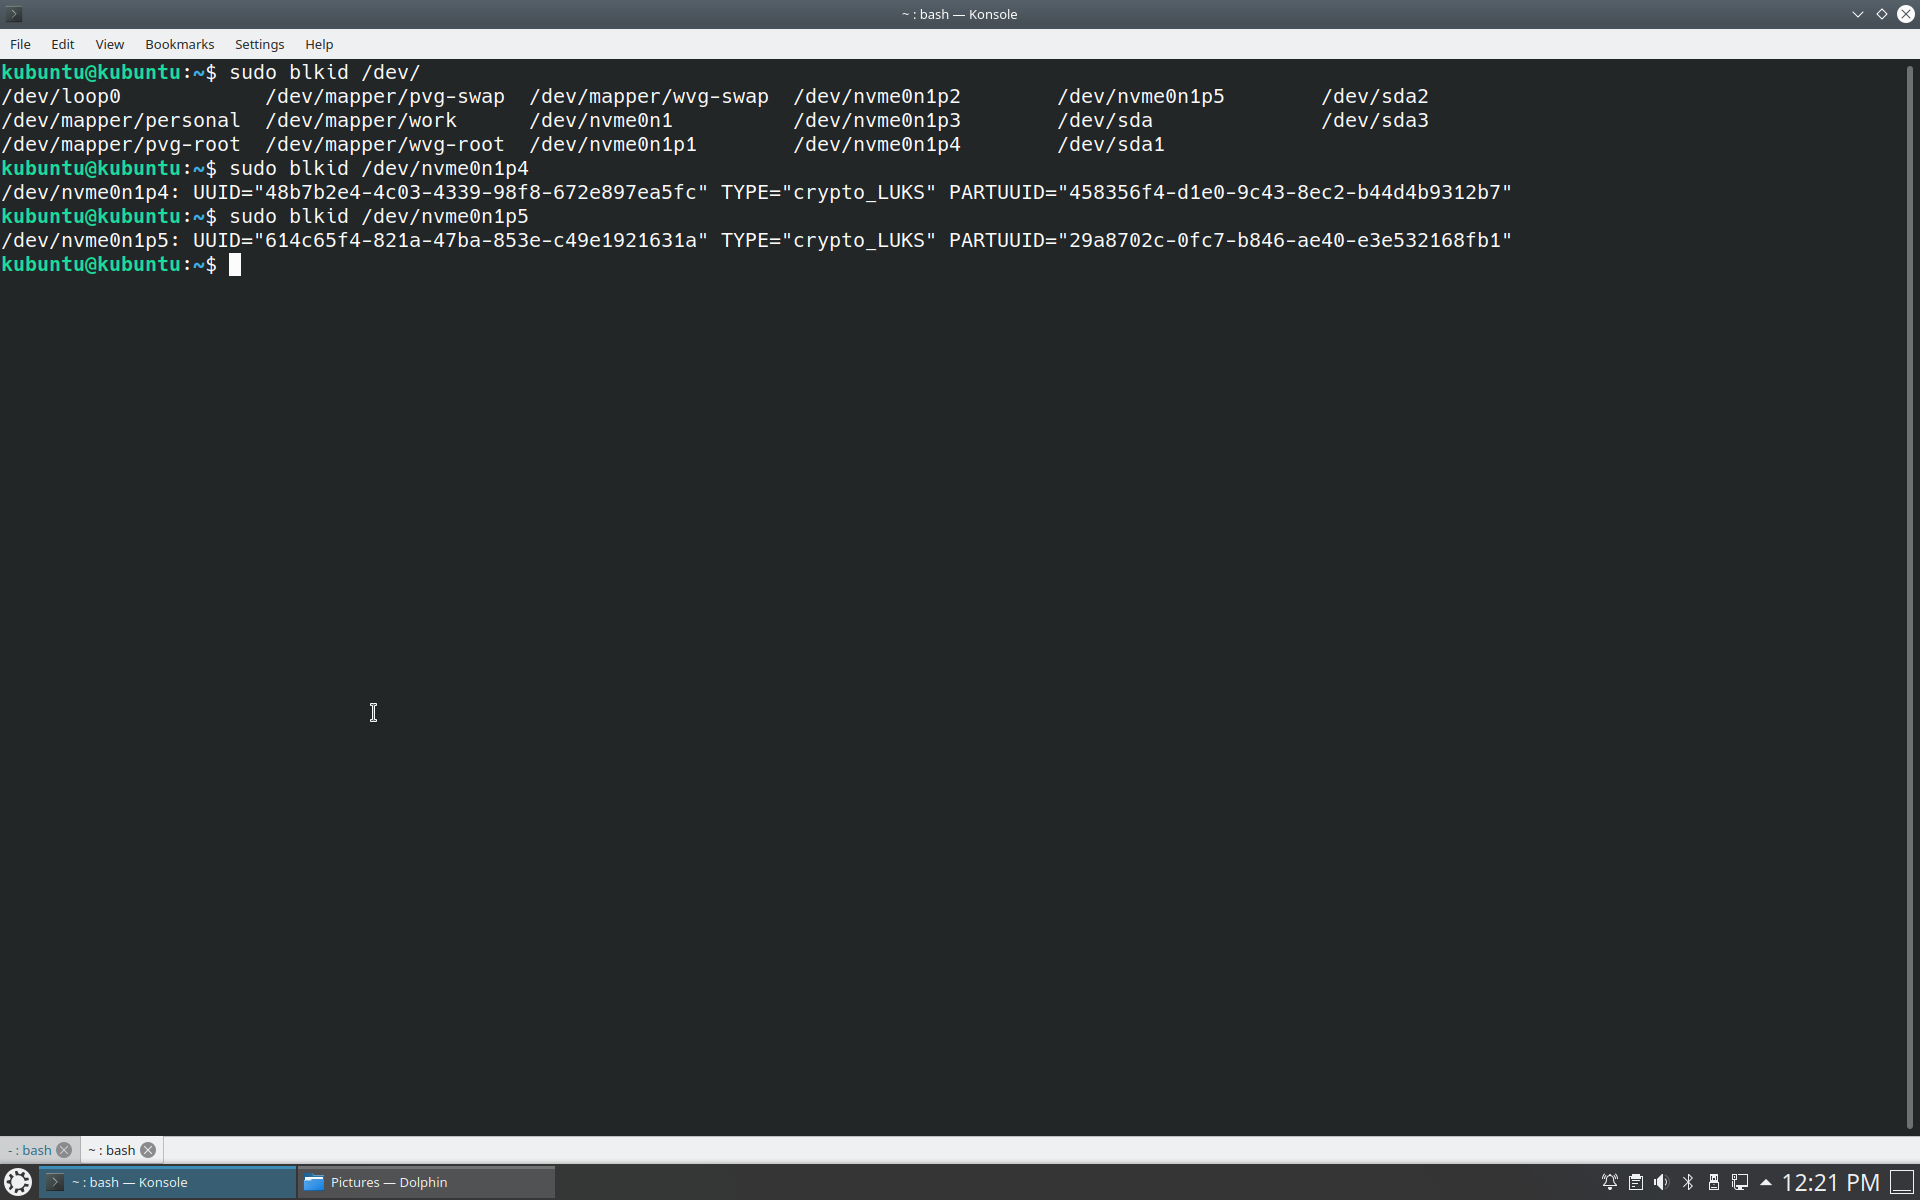 ~ : bash — Konsole
File Edit View Bookmarks Settings Help
kubuntu@kubuntu:~$ sudo blkid /dev/
/dev/loop0 /dev/mapper/pvg-swap /dev/mapper/wvg-swap /dev/nvme0n1p2 /dev/nvme0n1p5 /dev/sda2
/dev/mapper/personal /dev/mapper/work /dev/nvme0n1 /dev/nvme0n1p3 /dev/sda /dev/sda3
/dev/mapper/pvg-root /dev/mapper/wvg-root /dev/nvme0n1p1 /dev/nvme0n1p4 /dev/sda1
kubuntu@kubuntu:~$ sudo blkid /dev/nvme0n1p4
/dev/nvme0n1p4: UUID="48b7b2e4-4c03-4339-98f8-672e897ea5fc" TYPE="crypto_LUKS" PARTUUID="458356f4-d1e0-9c43-8ec2-b44d4b9312b7"
kubuntu@kubuntu:~$ sudo blkid /dev/nvme0n1p5
/dev/nvme0n1p5: UUID="614c65f4-821a-47ba-853e-c49e1921631a" TYPE="crypto_LUKS" PARTUUID="29a8702c-0fc7-b846-ae40-e3e532168fb1"
kubuntu@kubuntu:~$
- : bash ~ : bash
~ : bash — Konsole Pictures — Dolphin 12:21 PM